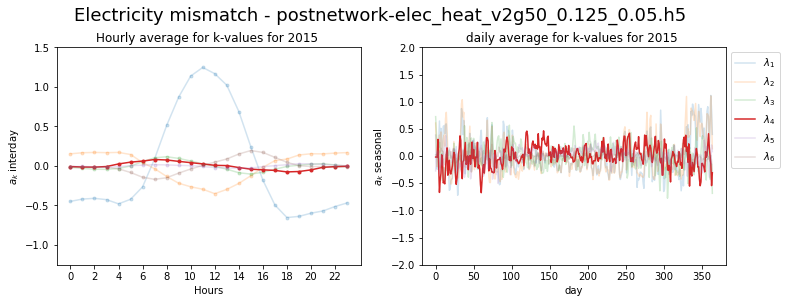 Electricity mismatch - postnetwork-elec_heat_v2g50_0.125_0.05.h5
Hourly average for k-values for 2015
1.5
1.0
0.5
0.0
−0.5
−1.0
a_k interday
0 2 4 6 8 10 12 14 16 18 20 22
Hours
daily average for k-values for 2015
2.0
1.5
1.0
0.5
0.0
−0.5
−1.0
−1.5
−2.0
a_k seasonal
0 50 100 150 200 250 300 350
day
λ₁
λ₂
λ₃
λ₄
λ₅
λ₆